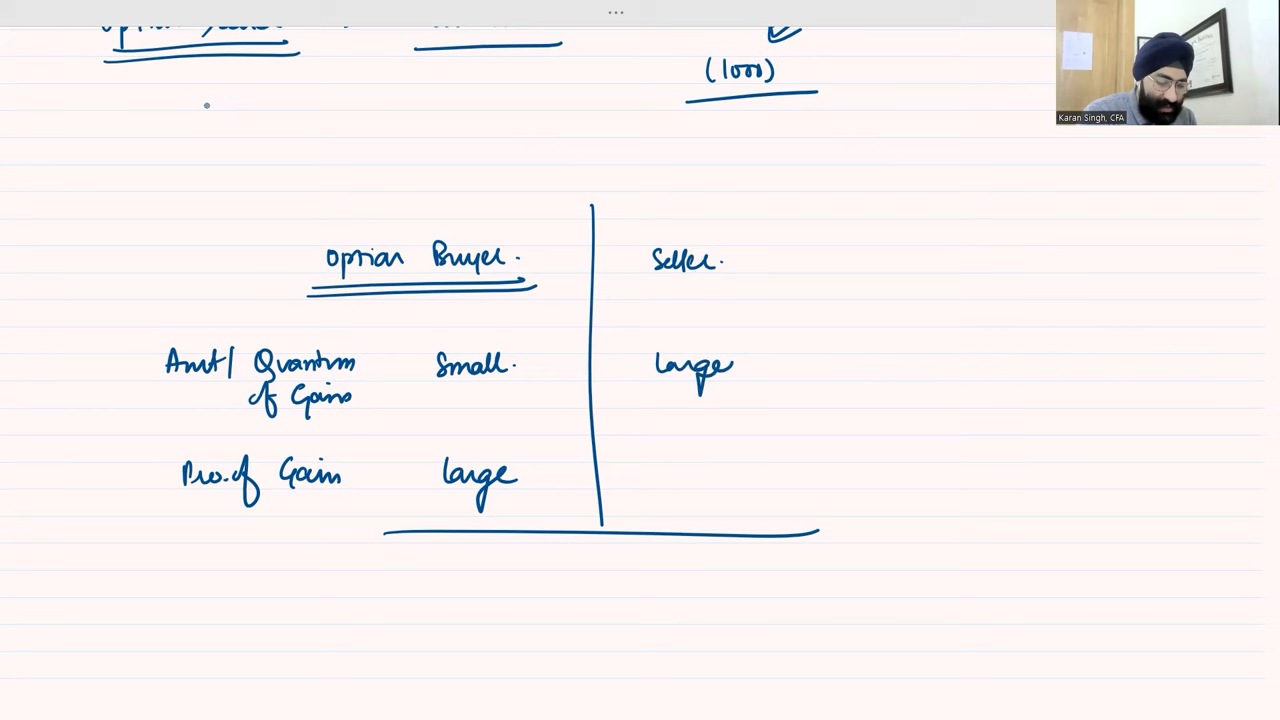 (1000)
Karan Singh, CFA
Option Buyer. Seller.
Amt/ Quantum Small. Large
of Gains
Pro. of Gain Large